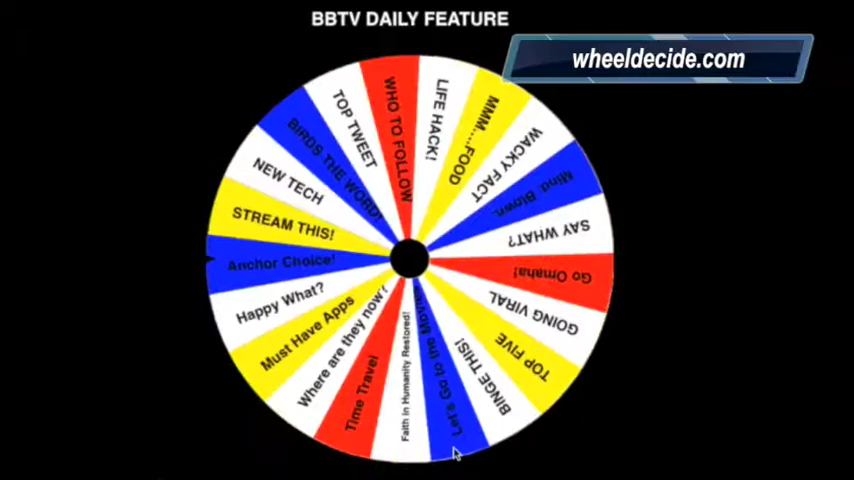 BBTV DAILY FEATURE
wheeldecide.com
WHO TO FOLLOW
LIFE HACK!
MMM....FOOD
WACKY FACT
Mind. Blown.
SAY WHAT?
Go Omaha!
GOING VIRAL
TOP FIVE
BINGE THIS!
Let's Go to the Movies
Faith in Humanity Restored!
Time Travel
Where are they now?
Must Have Apps
Happy What?
Anchor Choice!
STREAM THIS!
NEW TECH
BIRDS THE WORD!
TOP TWEET